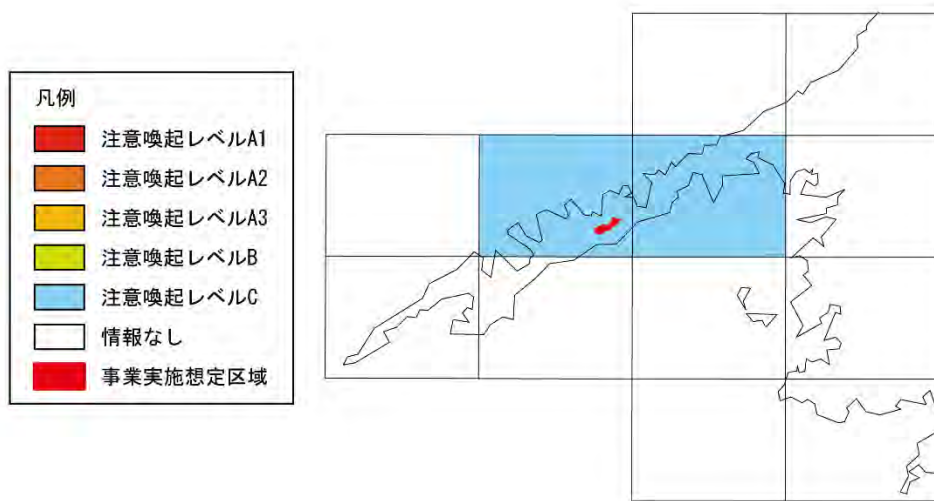 凡例
注意喚起レベルA1
注意喚起レベルA2
注意喚起レベルA3
注意喚起レベルB
注意喚起レベルC
情報なし
事業実施想定区域